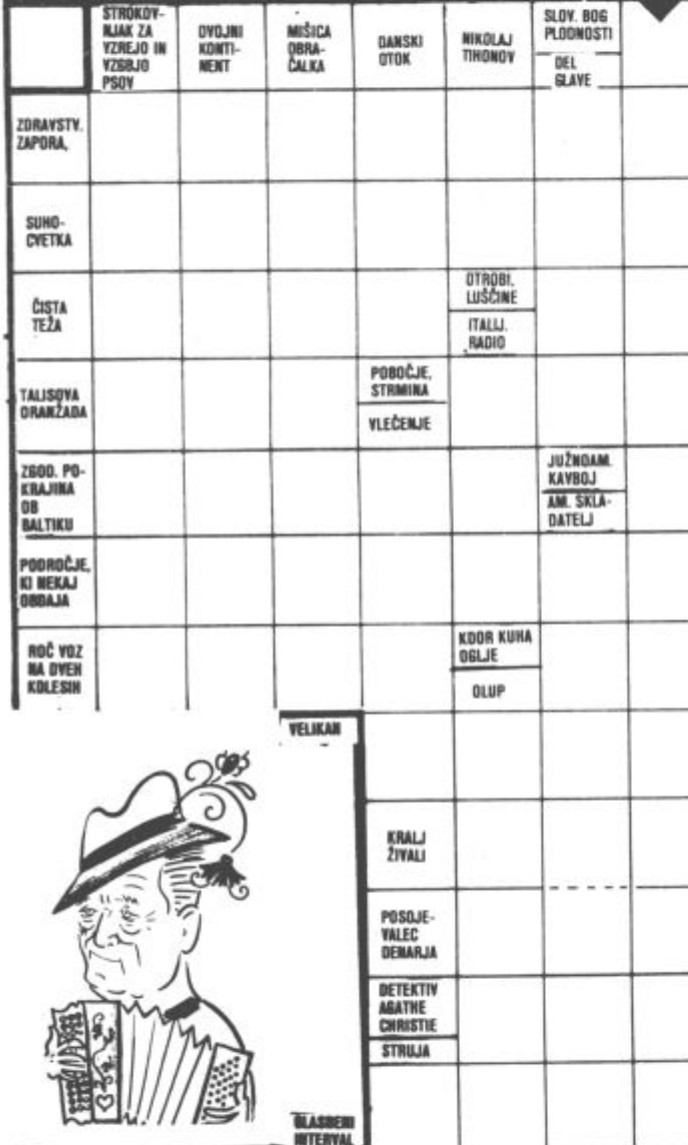 STROKOV-
NJAK ZA
VZREJO IN
VZGBJO
PSOV
DVOJNI
KONTI-
NENT
MIŠICA
OBRA-
ČALKA
DANSKI
OTOK
NIKOLAJ
TIHONOV
SLOV. BOG
PLODNOSTI
DEL
GLAVE
ZDRAVSTV.
ZAPORA,
SUHO-
CVETKA
ČISTA
TEŽA
OTROBI,
LUŠČINE
ITALIJ.
RADIO
TALISOVA
ORANŽADA
POBOČJE,
STRMINA
VLEČENJE
ZGOD. PO-
KRAJINA
OB
BALTIKU
JUŽNOAM.
KAVBOJ
AM. SKLA-
DATELJ
PODROČJE,
KI NEKAJ
OBDAJA
ROČ VOZ
NA DVEH
KOLESIH
KDOR KUHA
OGLJE
OLUP
VELIKAN
KRALJ
ŽIVALI
POSOJE-
VALEC
DENARJA
DETEKTIV
AGATHE
CHRISTIE
STRUJA
GLASBENI
INTERVAL